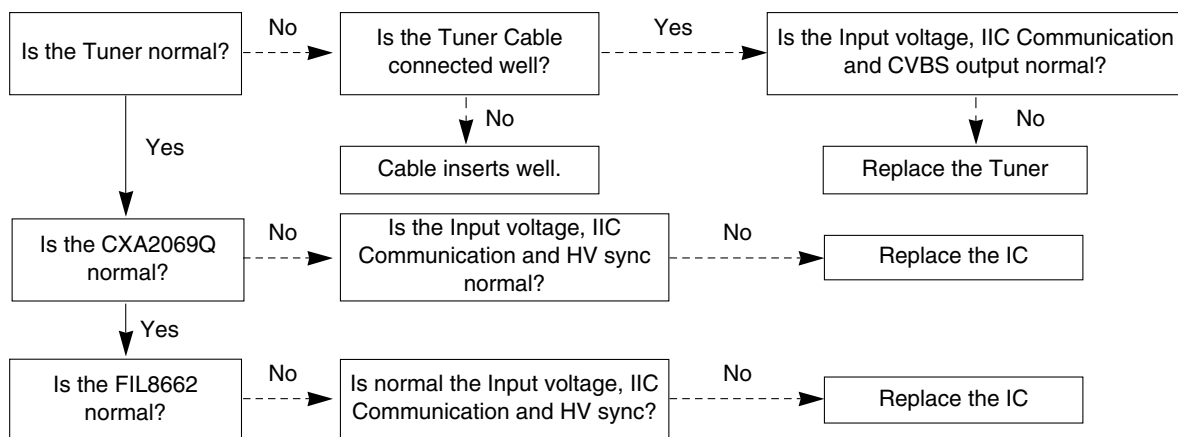 Is the Tuner normal?
No
Is the Tuner Cable
connected well?
Yes
Is the Input voltage, IIC Communication
and CVBS output normal?
Yes
No
Cable inserts well.
No
Replace the Tuner
Is the CXA2069Q
normal?
No
Is the Input voltage, IIC
Communication and HV sync
normal?
No
Replace the IC
Yes
Is the FIL8662
normal?
No
Is normal the Input voltage, IIC
Communication and HV sync?
No
Replace the IC